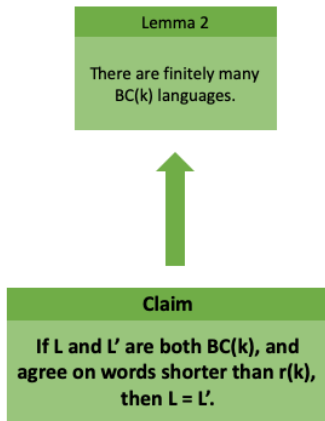 Lemma 2
There are finitely many
BC(k) languages.
Claim
If L and L’ are both BC(k), and
agree on words shorter than r(k),
then L = L’.